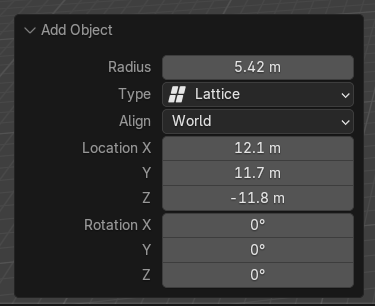 Add Object
Radius 5.42 m
Type Lattice
Align World
Location X 12.1 m
Y 11.7 m
Z -11.8 m
Rotation X 0°
Y 0°
Z 0°